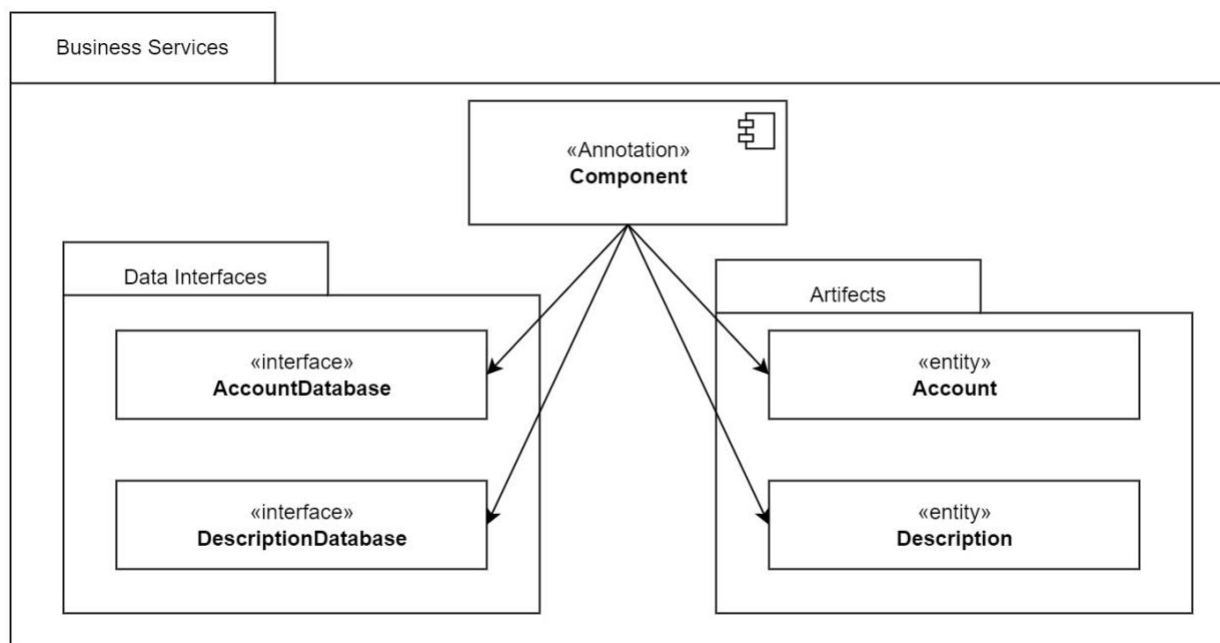 Business Services
«Annotation»
Component
Data Interfaces
«interface»
AccountDatabase
«interface»
DescriptionDatabase
Artifects
«entity»
Account
«entity»
Description